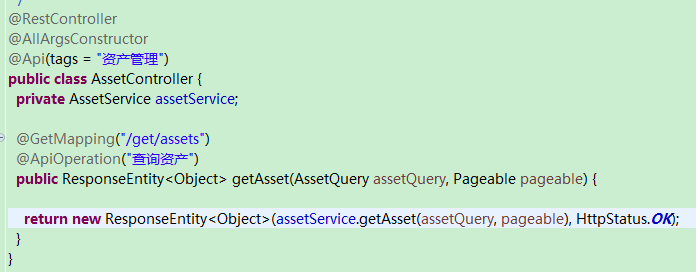 @RestController
@AllArgsConstructor
@Api(tags = "资产管理")
public class AssetController {
private AssetService assetService;
@GetMapping("/get/assets")
@ApiOperation("查询资产")
public ResponseEntity<Object> getAsset(AssetQuery assetQuery, Pageable pageable) {
return new ResponseEntity<Object>(assetService.getAsset(assetQuery, pageable), HttpStatus.OK);
}
}